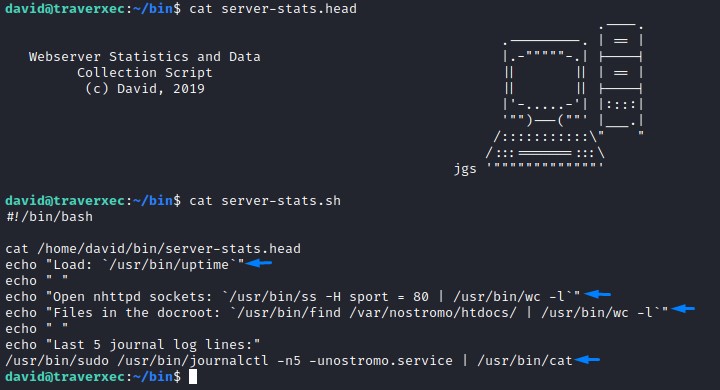 david@traverxec:~/bin$ cat server-stats.head
                                                                          .----.
                                                              .---------. | == |
   Webserver Statistics and Data                              |.-"""""-.| |----|
         Collection Script                                    ||       || | == |
          (c) David, 2019                                     ||       || |----|
                                                              |'-.....-'| |::::|
                                                              '"")---(""' |___.|
                                                             /:::::::::::\"    "
                                                            /:::=======:::\
                                                        jgs '"""""""""""""'

david@traverxec:~/bin$ cat server-stats.sh
#!/bin/bash

cat /home/david/bin/server-stats.head
echo "Load: `/usr/bin/uptime`"
echo " "
echo "Open nhttpd sockets: `/usr/bin/ss -H sport = 80 | /usr/bin/wc -l`"
echo "Files in the docroot: `/usr/bin/find /var/nostromo/htdocs/ | /usr/bin/wc -l`"
echo " "
echo "Last 5 journal log lines:"
/usr/bin/sudo /usr/bin/journalctl -n5 -unostromo.service | /usr/bin/cat
david@traverxec:~/bin$